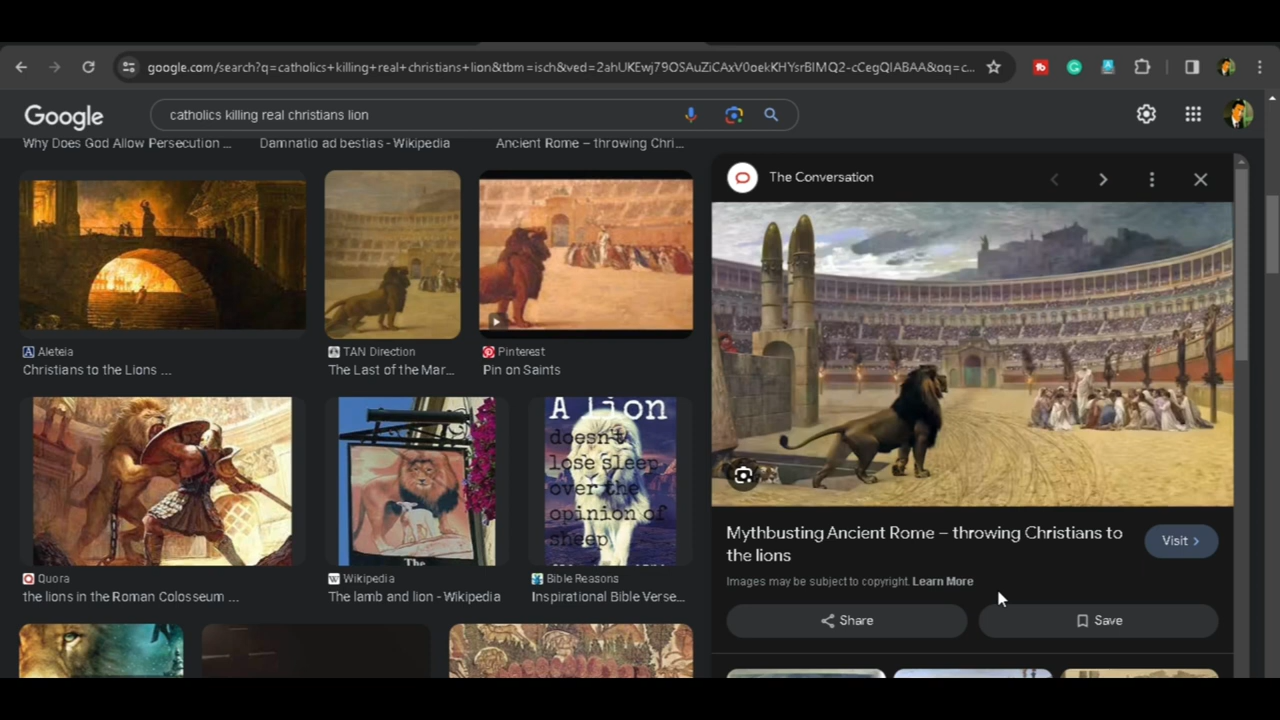 google.com/search?q=catholics+killing+real+christians+lion&tbm=isch&ved=2ahUKEwj79OSAuZiCAxV0oekKHYsrBIMQ2-cCegQIABAA&oq=c...
Google
catholics killing real christians lion
Why Does God Allow Persecution ...
Damnatio ad bestias - Wikipedia
Ancient Rome – throwing Chri...
The Conversation
Aleteia
Christians to the Lions ...
TAN Direction
The Last of the Mar...
Pinterest
Pin on Saints
A lion
doesn't
lose sleep
over the
opinion of
sheep
The
Quora
the lions in the Roman Colosseum ...
Wikipedia
The lamb and lion - Wikipedia
Bible Reasons
Inspirational Bible Verse...
Mythbusting Ancient Rome – throwing Christians to
the lions
Visit >
Images may be subject to copyright. Learn More
Share
Save